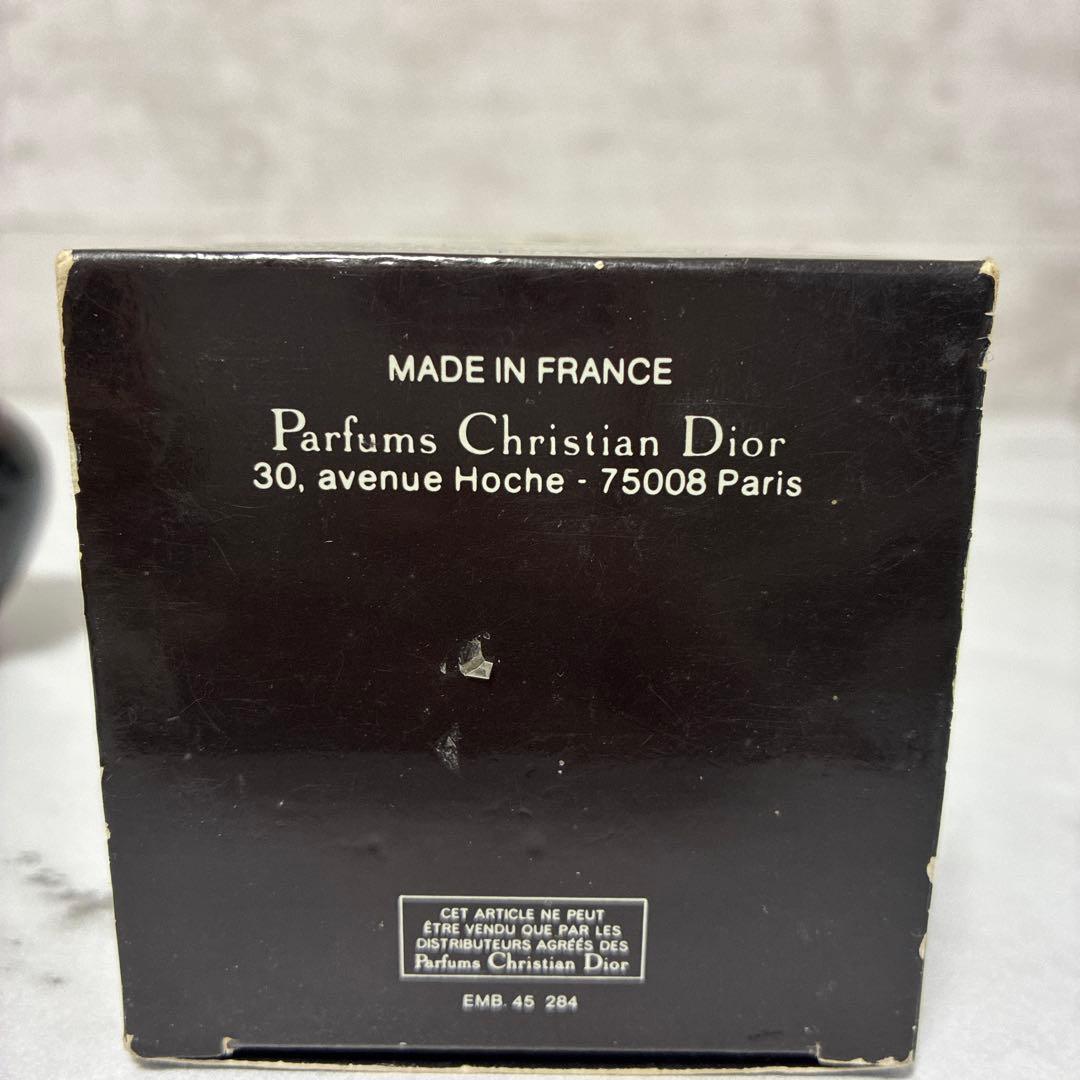 MADE IN FRANCE
Parfums Christian Dior
30, avenue Hoche - 75008 Paris
CET ARTICLE NE PEUT
ÊTRE VENDU QUE PAR LES
DISTRIBUTEURS AGRÉÉS DES
Parfums Christian Dior
EMB. 45 284